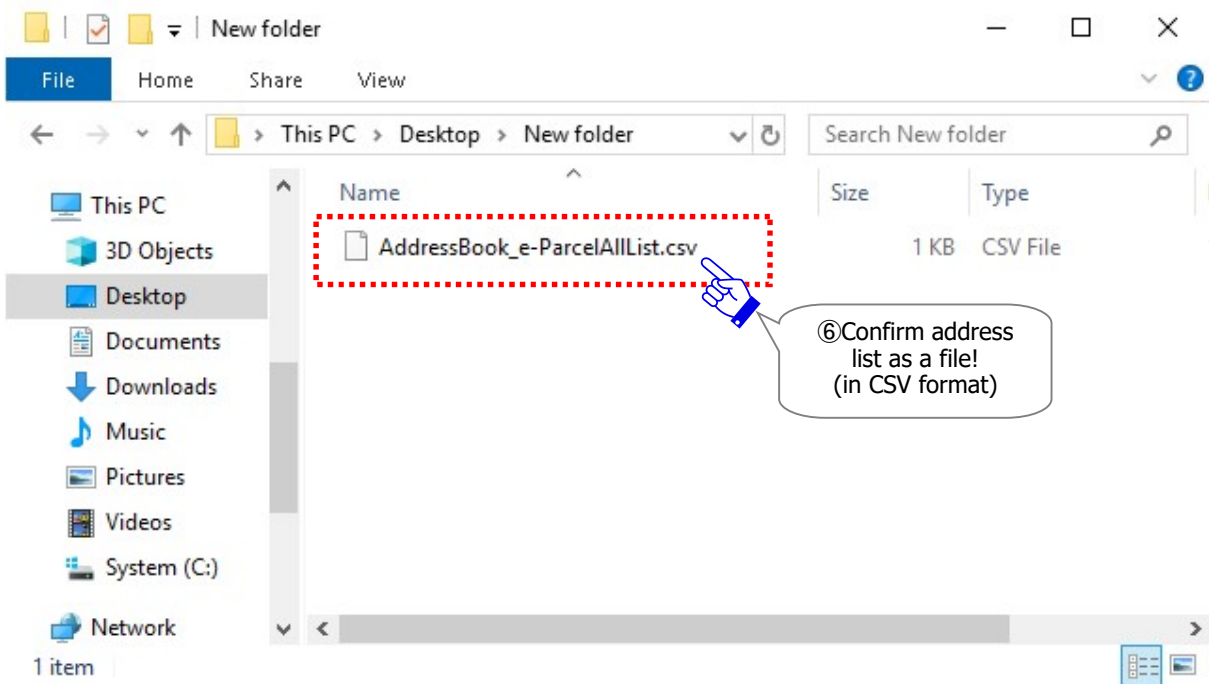 New folder
File Home Share View
This PC > Desktop > New folder
Search New folder
Name Size Type
This PC
3D Objects
Desktop
Documents
Downloads
Music
Pictures
Videos
System (C:)
Network
AddressBook_e-ParcelAllList.csv 1 KB CSV File
⑥Confirm address
list as a file!
(in CSV format)
1 item